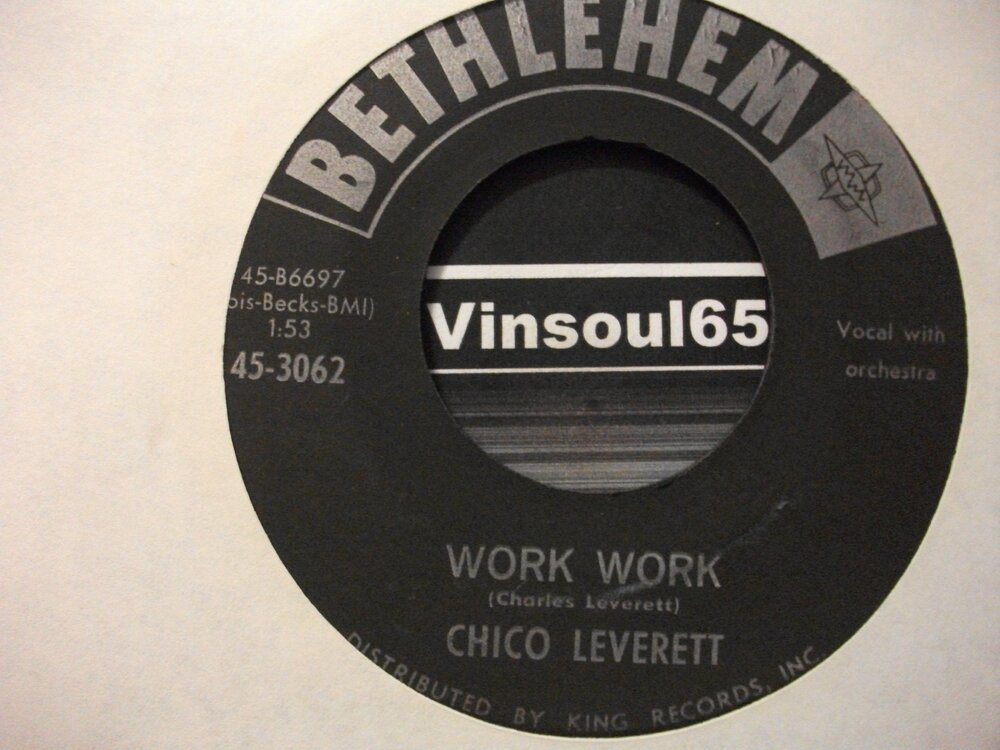 BETHLEHEM
45-B6697
ois-Becks-BMI)
1:53
45-3062
Vocal with
orchestra
Vinsoul65
WORK WORK
(Charles Leverett)
CHICO LEVERETT
DISTRIBUTED BY KING RECORDS, INC.